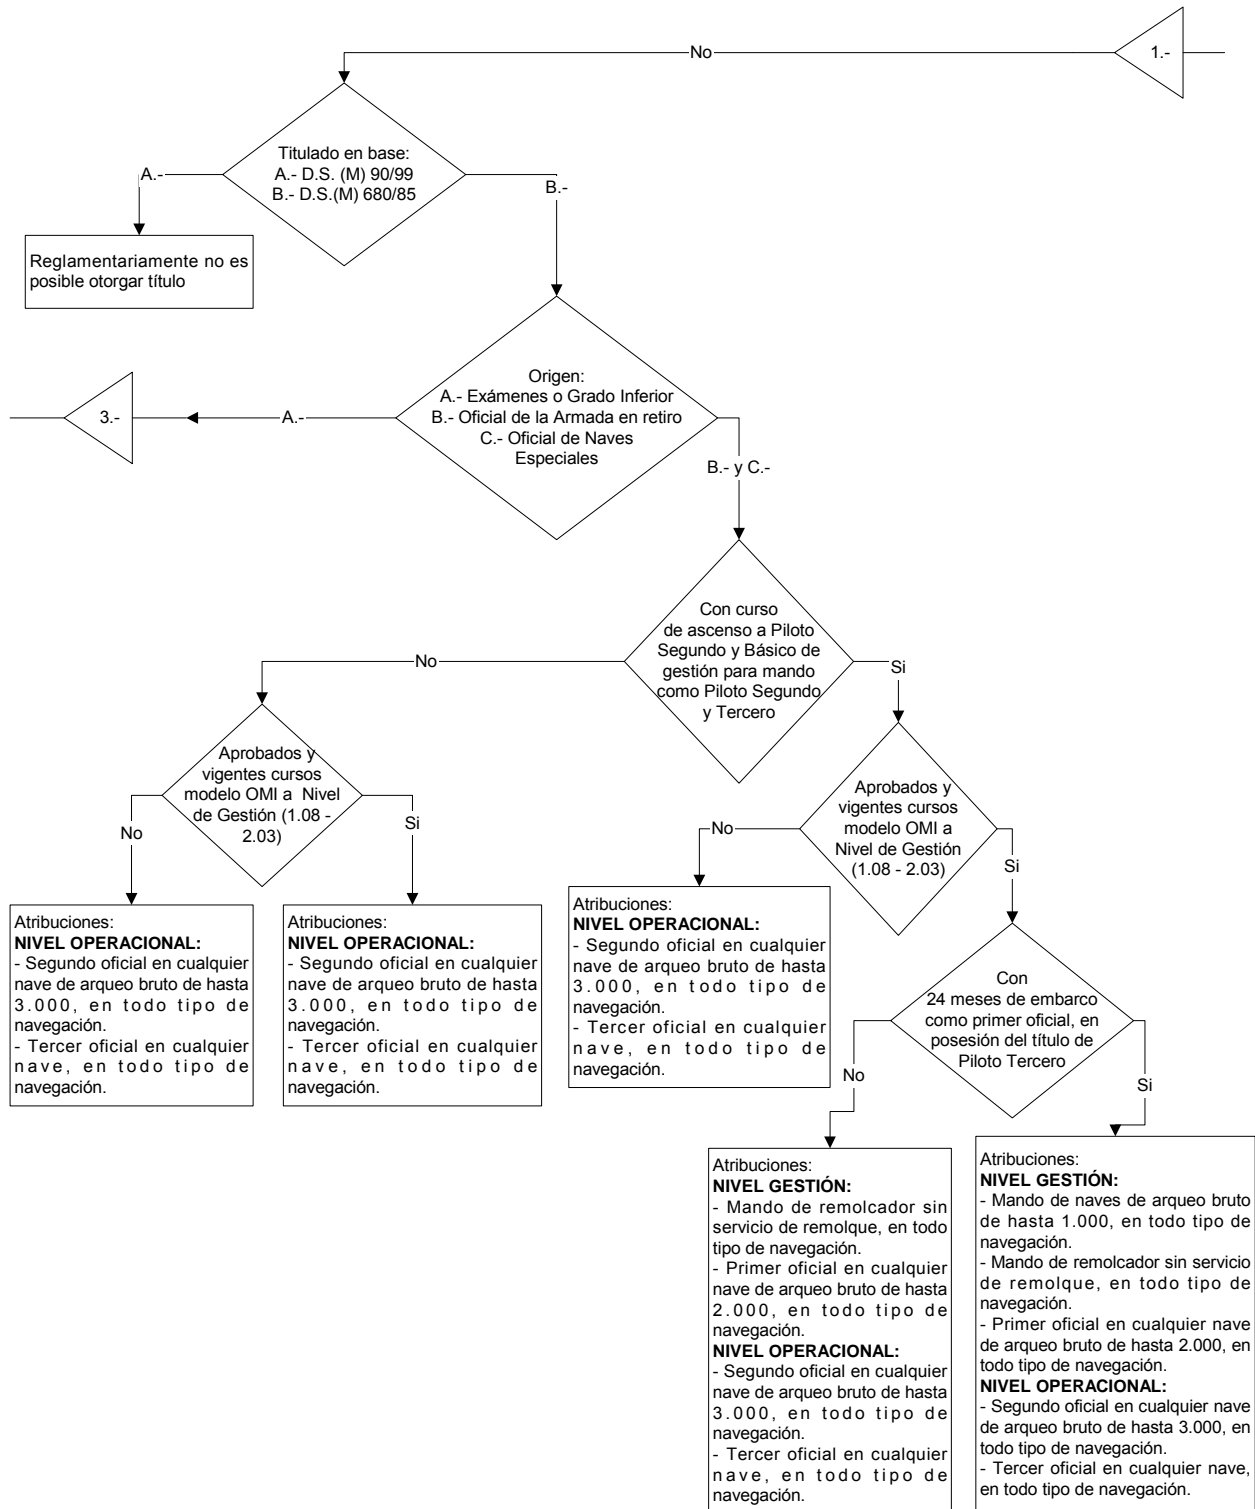 No
1.-
Titulado en base:
A.- D.S. (M) 90/99
B.- D.S.(M) 680/85
A.-
B.-
Reglamentariamente no es
posible otorgar título
Origen:
A.- Exámenes o Grado Inferior
B.- Oficial de la Armada en retiro
C.- Oficial de Naves
Especiales
3.-
A.-
B.- y C.-
Con curso
de ascenso a Piloto
Segundo y Básico de
gestión para mando
como Piloto Segundo
y Tercero
No
Si
Aprobados y
vigentes cursos
modelo OMI a Nivel
de Gestión (1.08 -
2.03)
No
Si
Aprobados y
vigentes cursos
modelo OMI a
Nivel de Gestión
(1.08 - 2.03)
No
Si
Atribuciones:
NIVEL OPERACIONAL:
- Segundo oficial en cualquier
nave de arqueo bruto de hasta
3.000, en todo tipo de
navegación.
- Tercer oficial en cualquier
nave, en todo tipo de
navegación.
Atribuciones:
NIVEL OPERACIONAL:
- Segundo oficial en cualquier
nave de arqueo bruto de hasta
3.000, en todo tipo de
navegación.
- Tercer oficial en cualquier
nave, en todo tipo de
navegación.
Atribuciones:
NIVEL OPERACIONAL:
- Segundo oficial en cualquier
nave de arqueo bruto de hasta
3.000, en todo tipo de
navegación.
- Tercer oficial en cualquier
nave, en todo tipo de
navegación.
Con
24 meses de embarco
como primer oficial, en
posesión del título de
Piloto Tercero
No
Si
Atribuciones:
NIVEL GESTIÓN:
- Mando de remolcador sin
servicio de remolque, en todo
tipo de navegación.
- Primer oficial en cualquier
nave de arqueo bruto de hasta
2.000, en todo tipo de
navegación.
NIVEL OPERACIONAL:
- Segundo oficial en cualquier
nave de arqueo bruto de hasta
3.000, en todo tipo de
navegación.
- Tercer oficial en cualquier
nave, en todo tipo de
navegación.
Atribuciones:
NIVEL GESTIÓN:
- Mando de naves de arqueo bruto
de hasta 1.000, en todo tipo de
navegación.
- Mando de remolcador sin servicio
de remolque, en todo tipo de
navegación.
- Primer oficial en cualquier nave
de arqueo bruto de hasta 2.000, en
todo tipo de navegación.
NIVEL OPERACIONAL:
- Segundo oficial en cualquier nave
de arqueo bruto de hasta 3.000, en
todo tipo de navegación.
- Tercer oficial en cualquier nave,
en todo tipo de navegación.